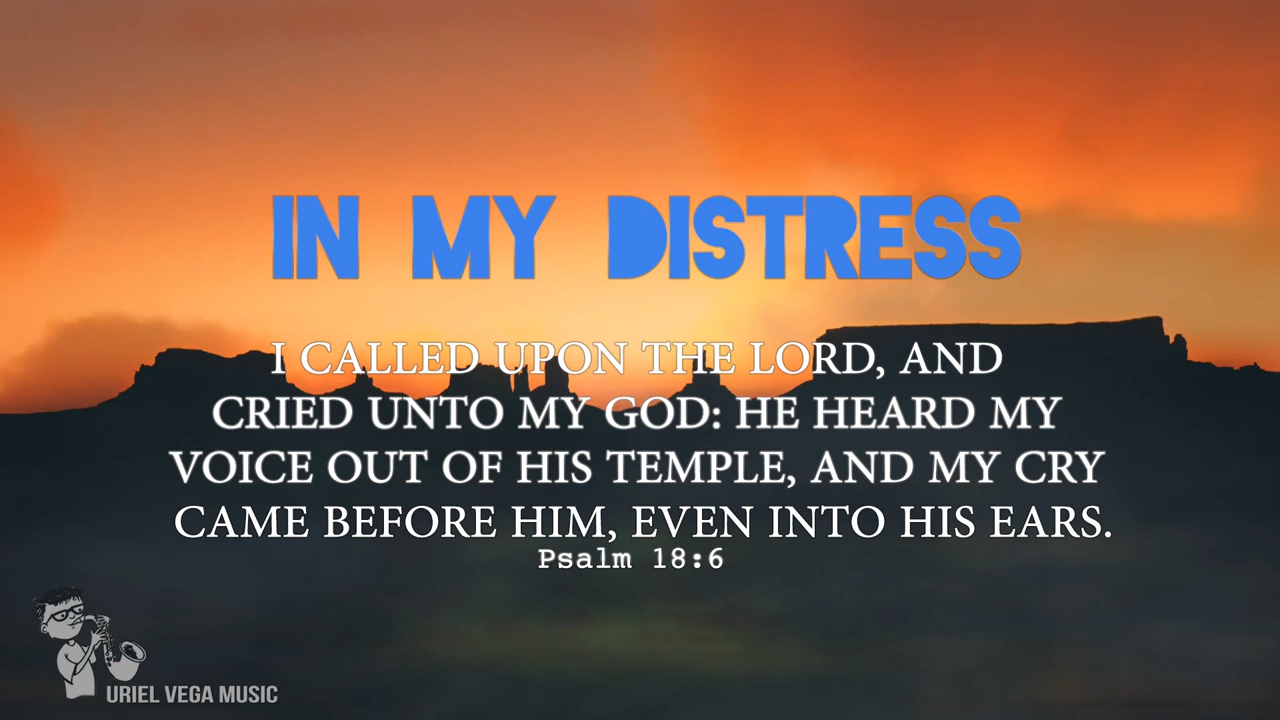 IN MY DISTRESS
I CALLED UPON THE LORD, AND
CRIED UNTO MY GOD: HE HEARD MY
VOICE OUT OF HIS TEMPLE, AND MY CRY
CAME BEFORE HIM, EVEN INTO HIS EARS.
Psalm 18:6
URIEL VEGA MUSIC